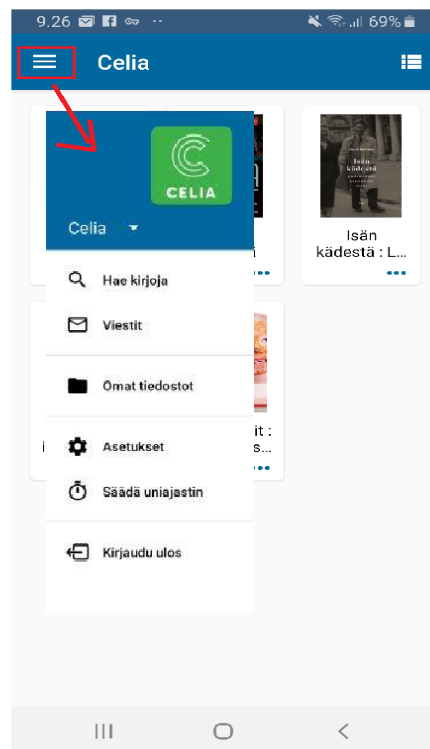 9.26
69%
Celia
CELIA
Celia
Hae kirjoja
Viestit
Omat tiedostot
Asetukset
Säädä uniajastin
Kirjaudu ulos
Isän
kädestä
Isän
kädestä : L...
i
it :
i
s...